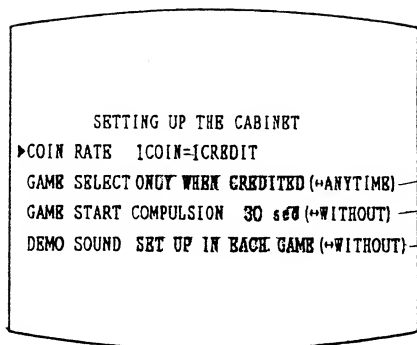 SETTING UP THE CABINET
▶COIN RATE 1COIN=1CREDIT
GAME SELECT ONLY WHEN CREDITED (↔ANYTIME)
GAME START COMPULSION 30 sec (↔WITHOUT)
DEMO SOUND SET UP IN EACH GAME (↔WITHOUT)